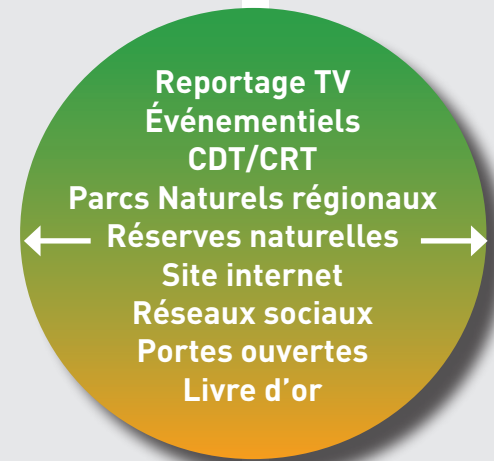 Reportage TV
Événementiels
CDT/CRT
Parcs Naturels régionaux
Réserves naturelles
Site internet
Réseaux sociaux
Portes ouvertes
Livre d'or